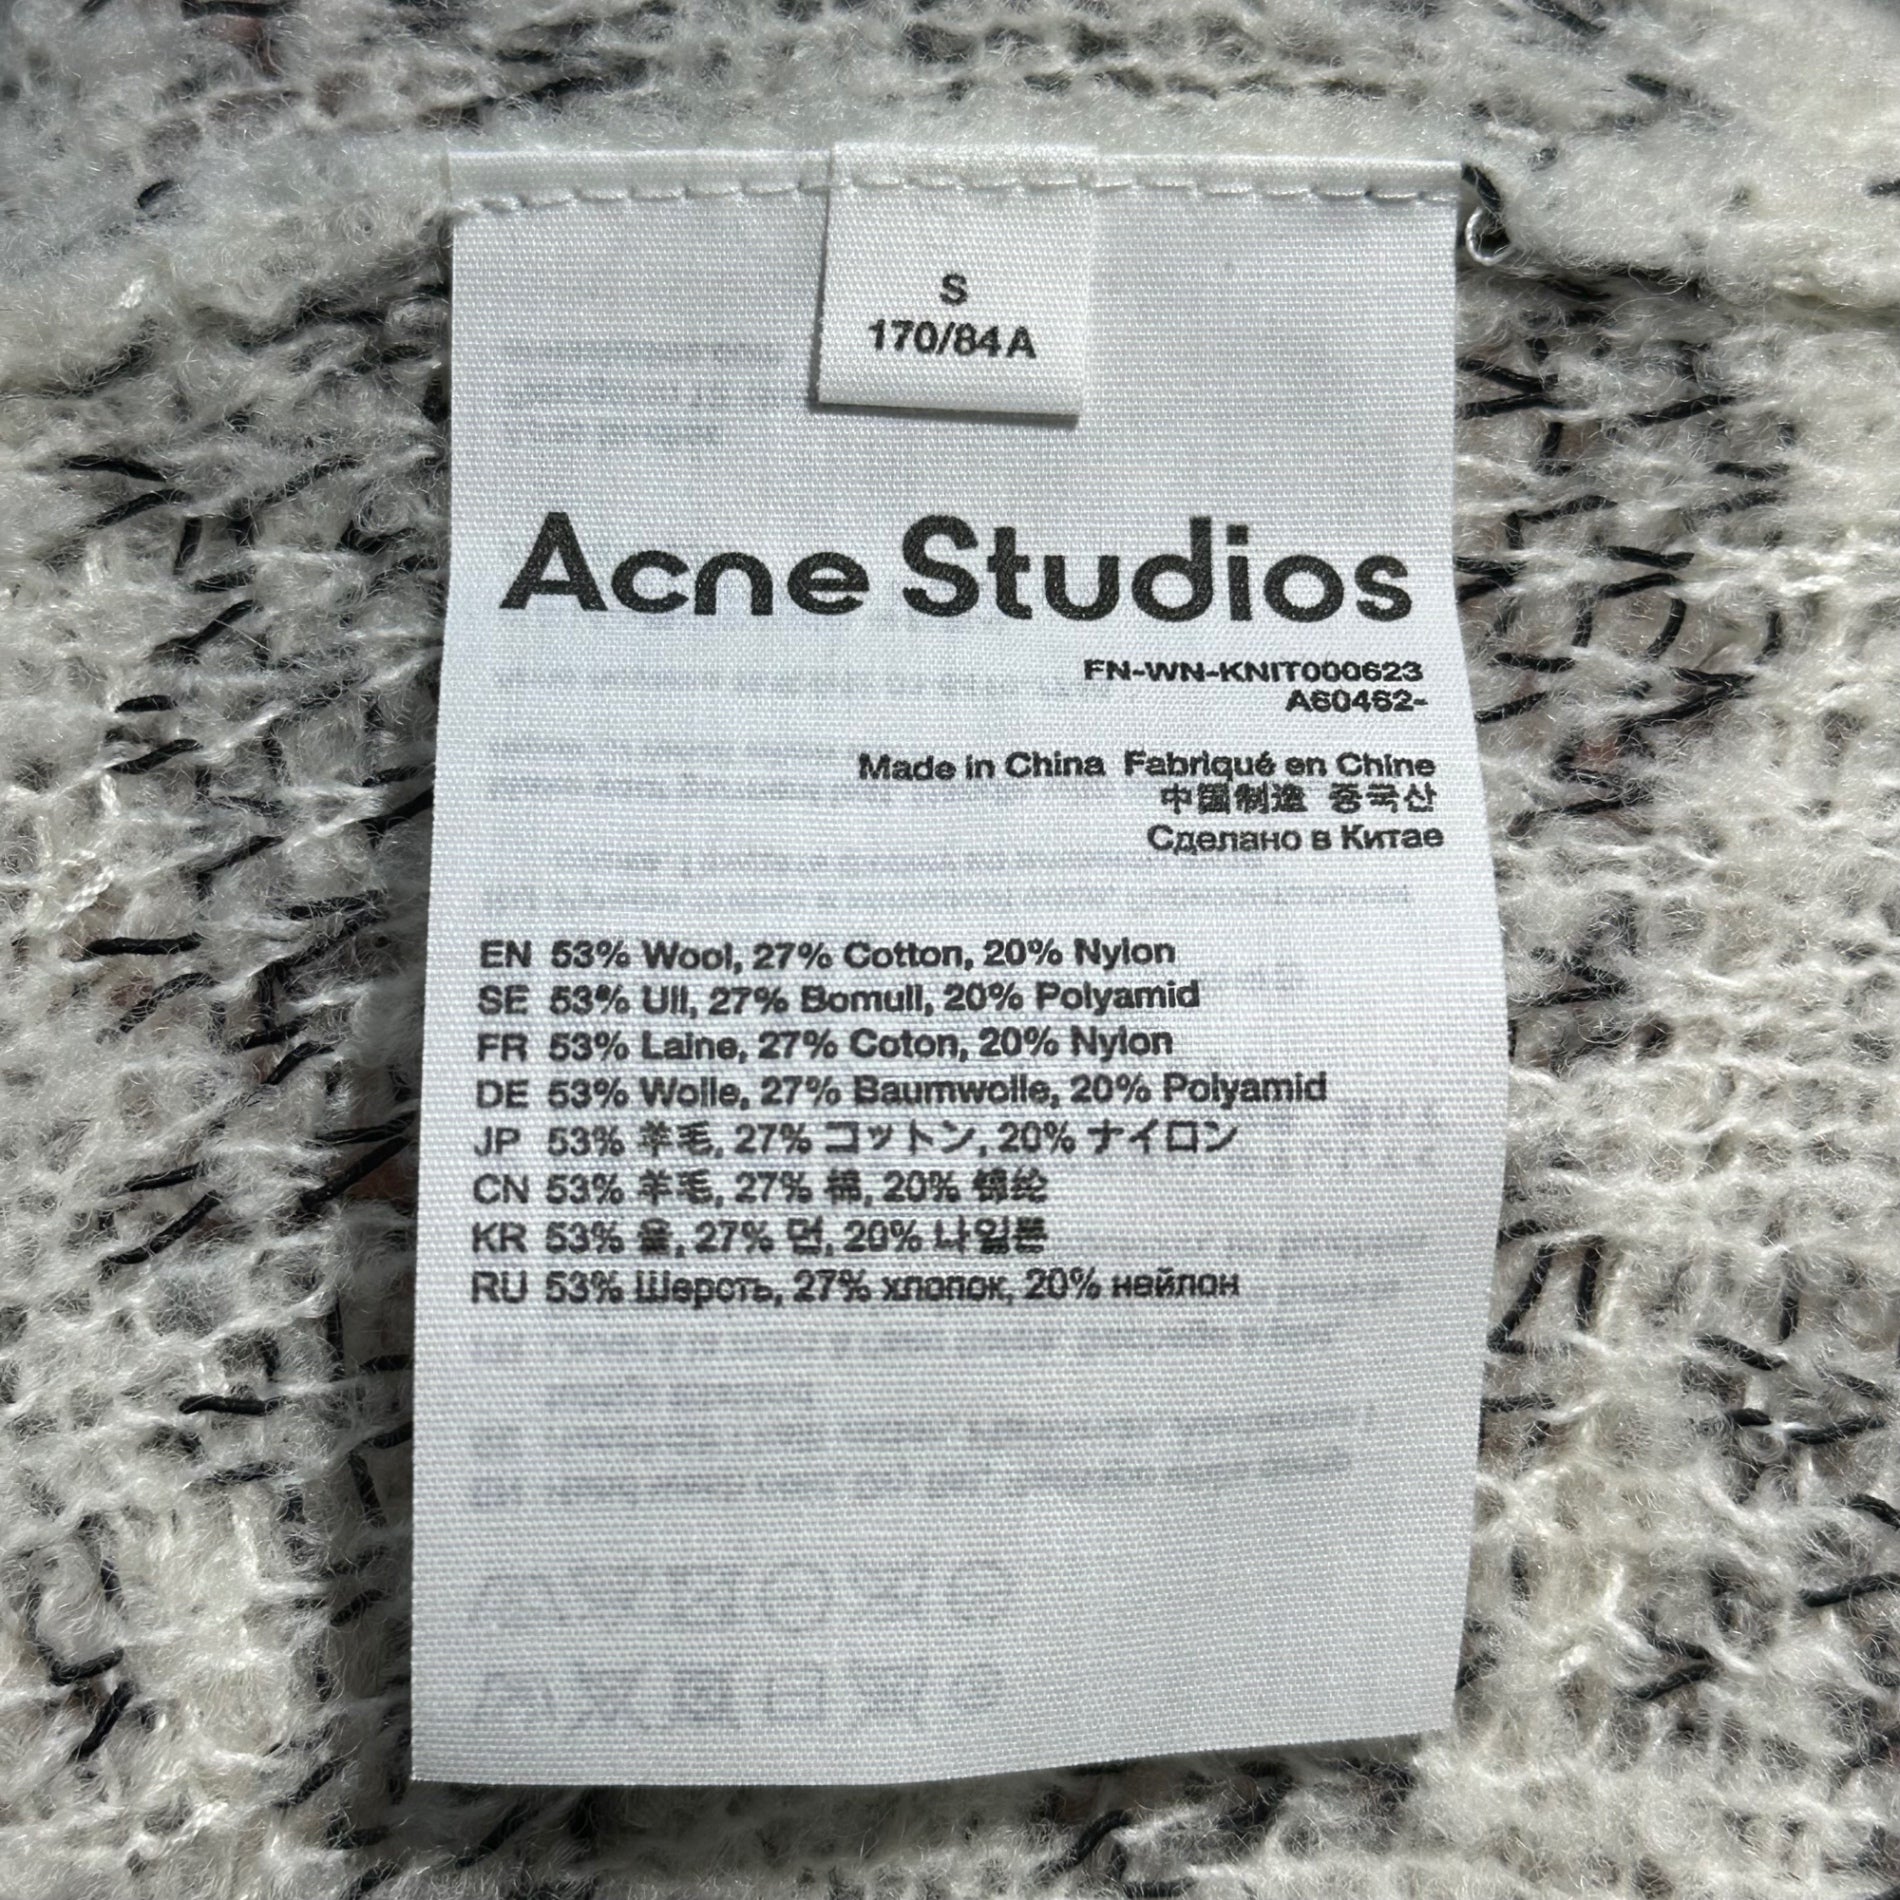 S
170/84A
Acne Studios
FN-WN-KNIT000623
A60462-
Made in China Fabriqué en Chine
中国制造 중국산
Сделано в Китае
EN 53% Wool, 27% Cotton, 20% Nylon
SE 53% Ull, 27% Bomull, 20% Polyamid
FR 53% Laine, 27% Coton, 20% Nylon
DE 53% Wolle, 27% Baumwolle, 20% Polyamid
JP 53% 羊毛, 27% コットン, 20% ナイロン
CN 53% 羊毛, 27% 棉, 20% 锦纶
KR 53% 울, 27% 면, 20% 나일론
RU 53% Шерсть, 27% хлопок, 20% нейлон